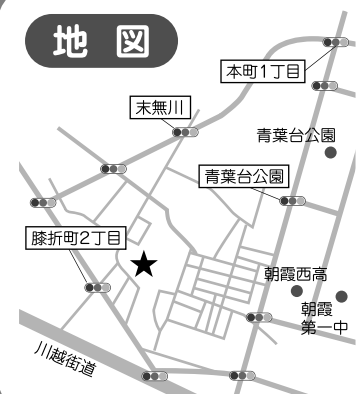 地図
本町1丁目
末無川
青葉台公園
青葉台公園
膝折町2丁目
朝霞西高
朝霞
第一中
川越街道